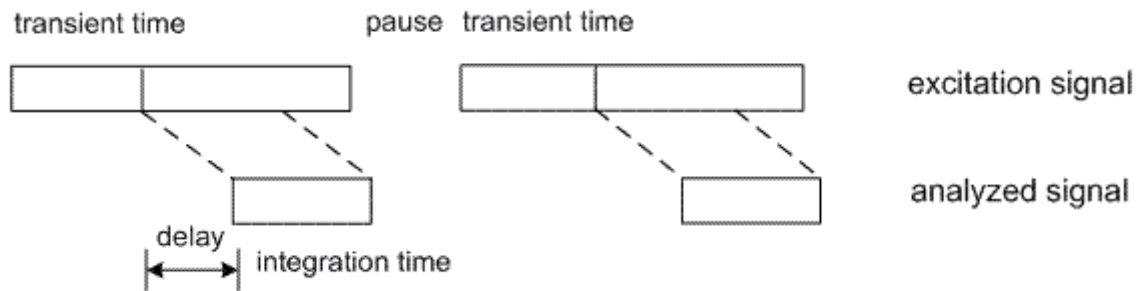 transient time pause transient time
excitation signal
analyzed signal
delay
integration time